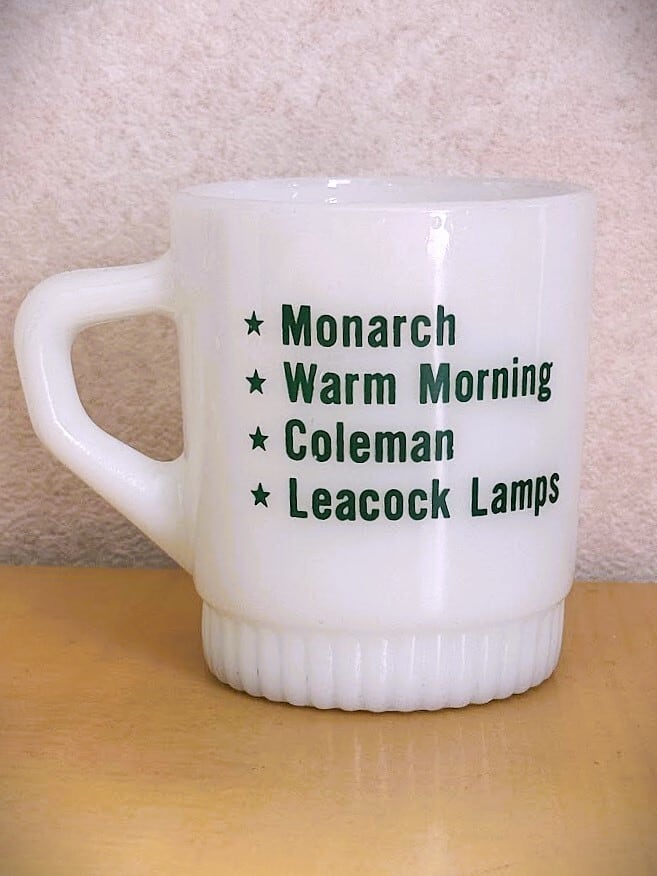 ★ Monarch
★ Warm Morning
★ Coleman
★ Leacock Lamps